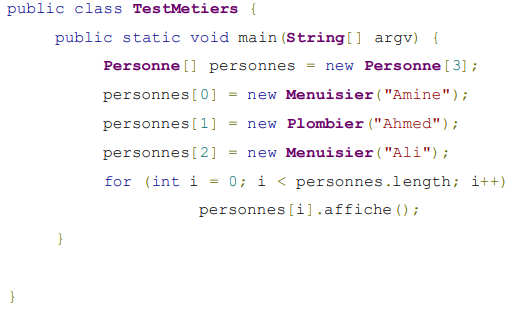 public class TestMetiers {
public static void main(String[] argv) {
Personne[] personnes = new Personne[3];
personnes[0] = new Menuisier("Amine");
personnes[1] = new Plombier("Ahmed");
personnes[2] = new Menuisier("Ali");
for (int i = 0; i < personnes.length; i++)
personnes[i].affiche();
}
}